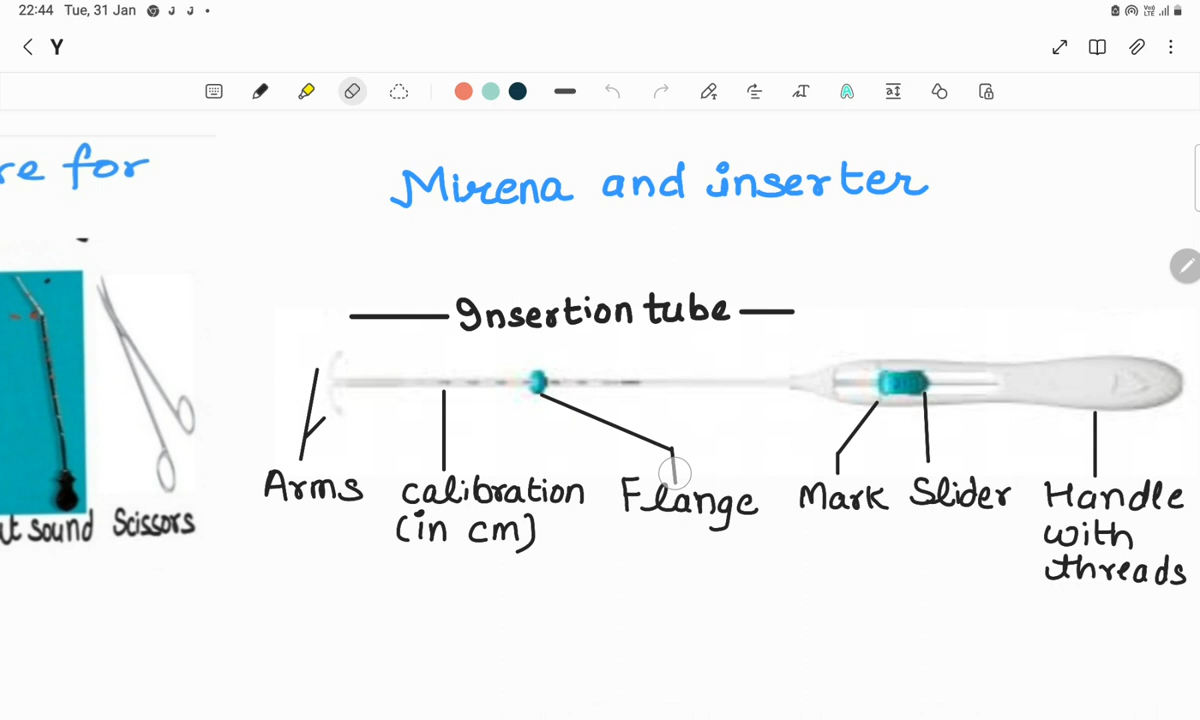 22:44 Tue, 31 Jan
Y
re for
Mirena and inserter
Insertion tube
Arms
calibration
(in cm)
Flange
Mark
Slider
Handle
with
threads
ut sound
Scissors